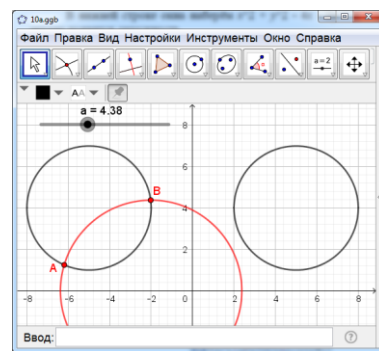 10a.ggb
Файл Правка Вид Настройки Инструменты Окно Справка
a = 2
AA
a = 4.38
8
6
B
4
2
A
-8 -6 -4 -2 0 2 4 6 8
Ввод: